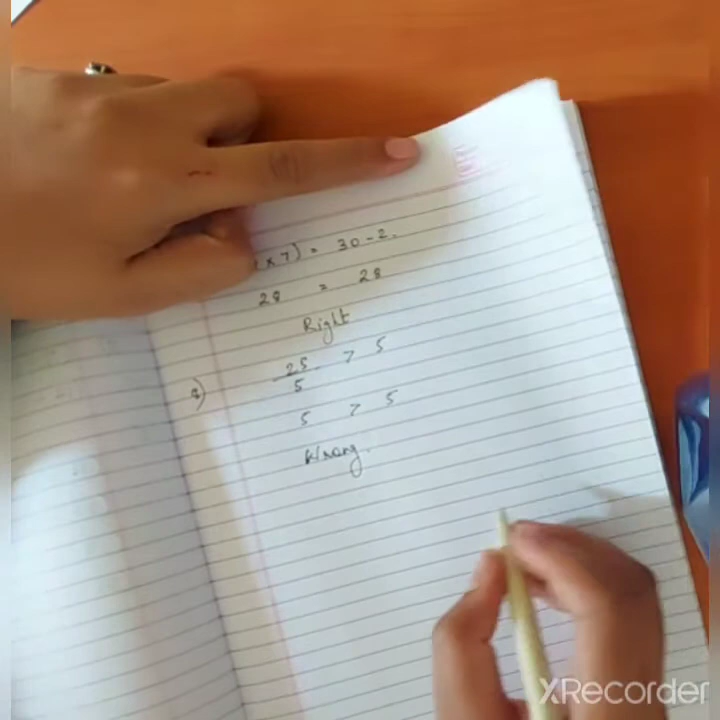 × 7) = 30 - 2.
28 = 28
Right
25/5 > 5
5 > 5
Wrong.
XRecorder